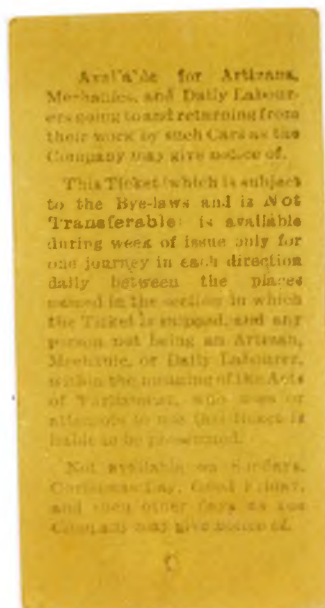 Available for Artizans,
Mechanics, and Daily Labour-
ers going to and returning from
their work by such Cars as the
Company may give notice of.
This Ticket (which is subject
to the Bye-laws and is Not
Transferable) is available
during week of issue only for
one journey in each direction
daily between the places
named in the section in which
the Ticket is snipped, and any
person not being an Artizan,
Mechanic, or Daily Labourer,
within the meaning of the Acts
of Parliament, who uses or
attempts to use this ticket is
liable to be prosecuted.
Not available on Sundays,
Christmas Day, Good Friday,
and such other days as the
Company may give notice of.